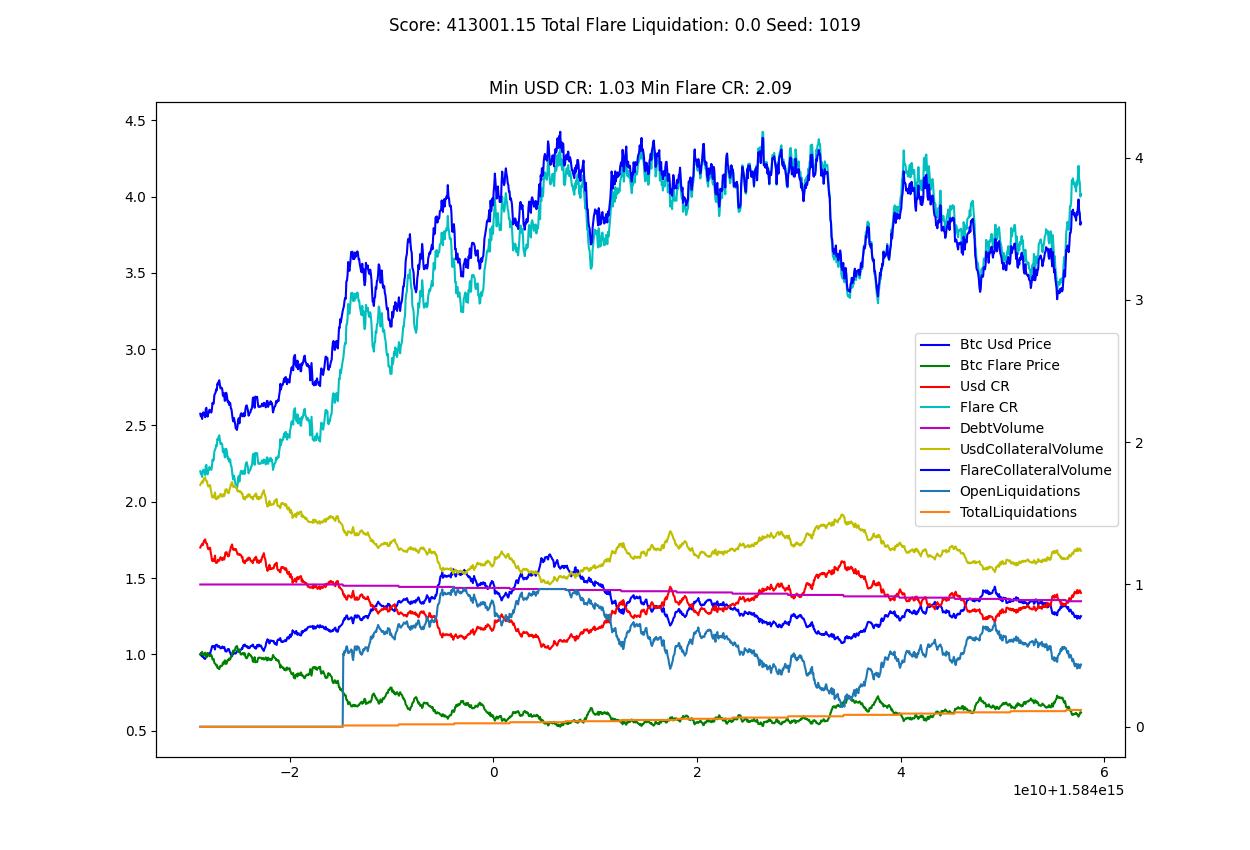 Score: 413001.15 Total Flare Liquidation: 0.0 Seed: 1019
Min USD CR: 1.03 Min Flare CR: 2.09
4.5
4.0
3.5
3.0
2.5
2.0
1.5
1.0
0.5
4
3
2
1
0
Btc Usd Price
Btc Flare Price
Usd CR
Flare CR
DebtVolume
UsdCollateralVolume
FlareCollateralVolume
OpenLiquidations
TotalLiquidations
−2 0 2 4 6
1e10+1.584e15